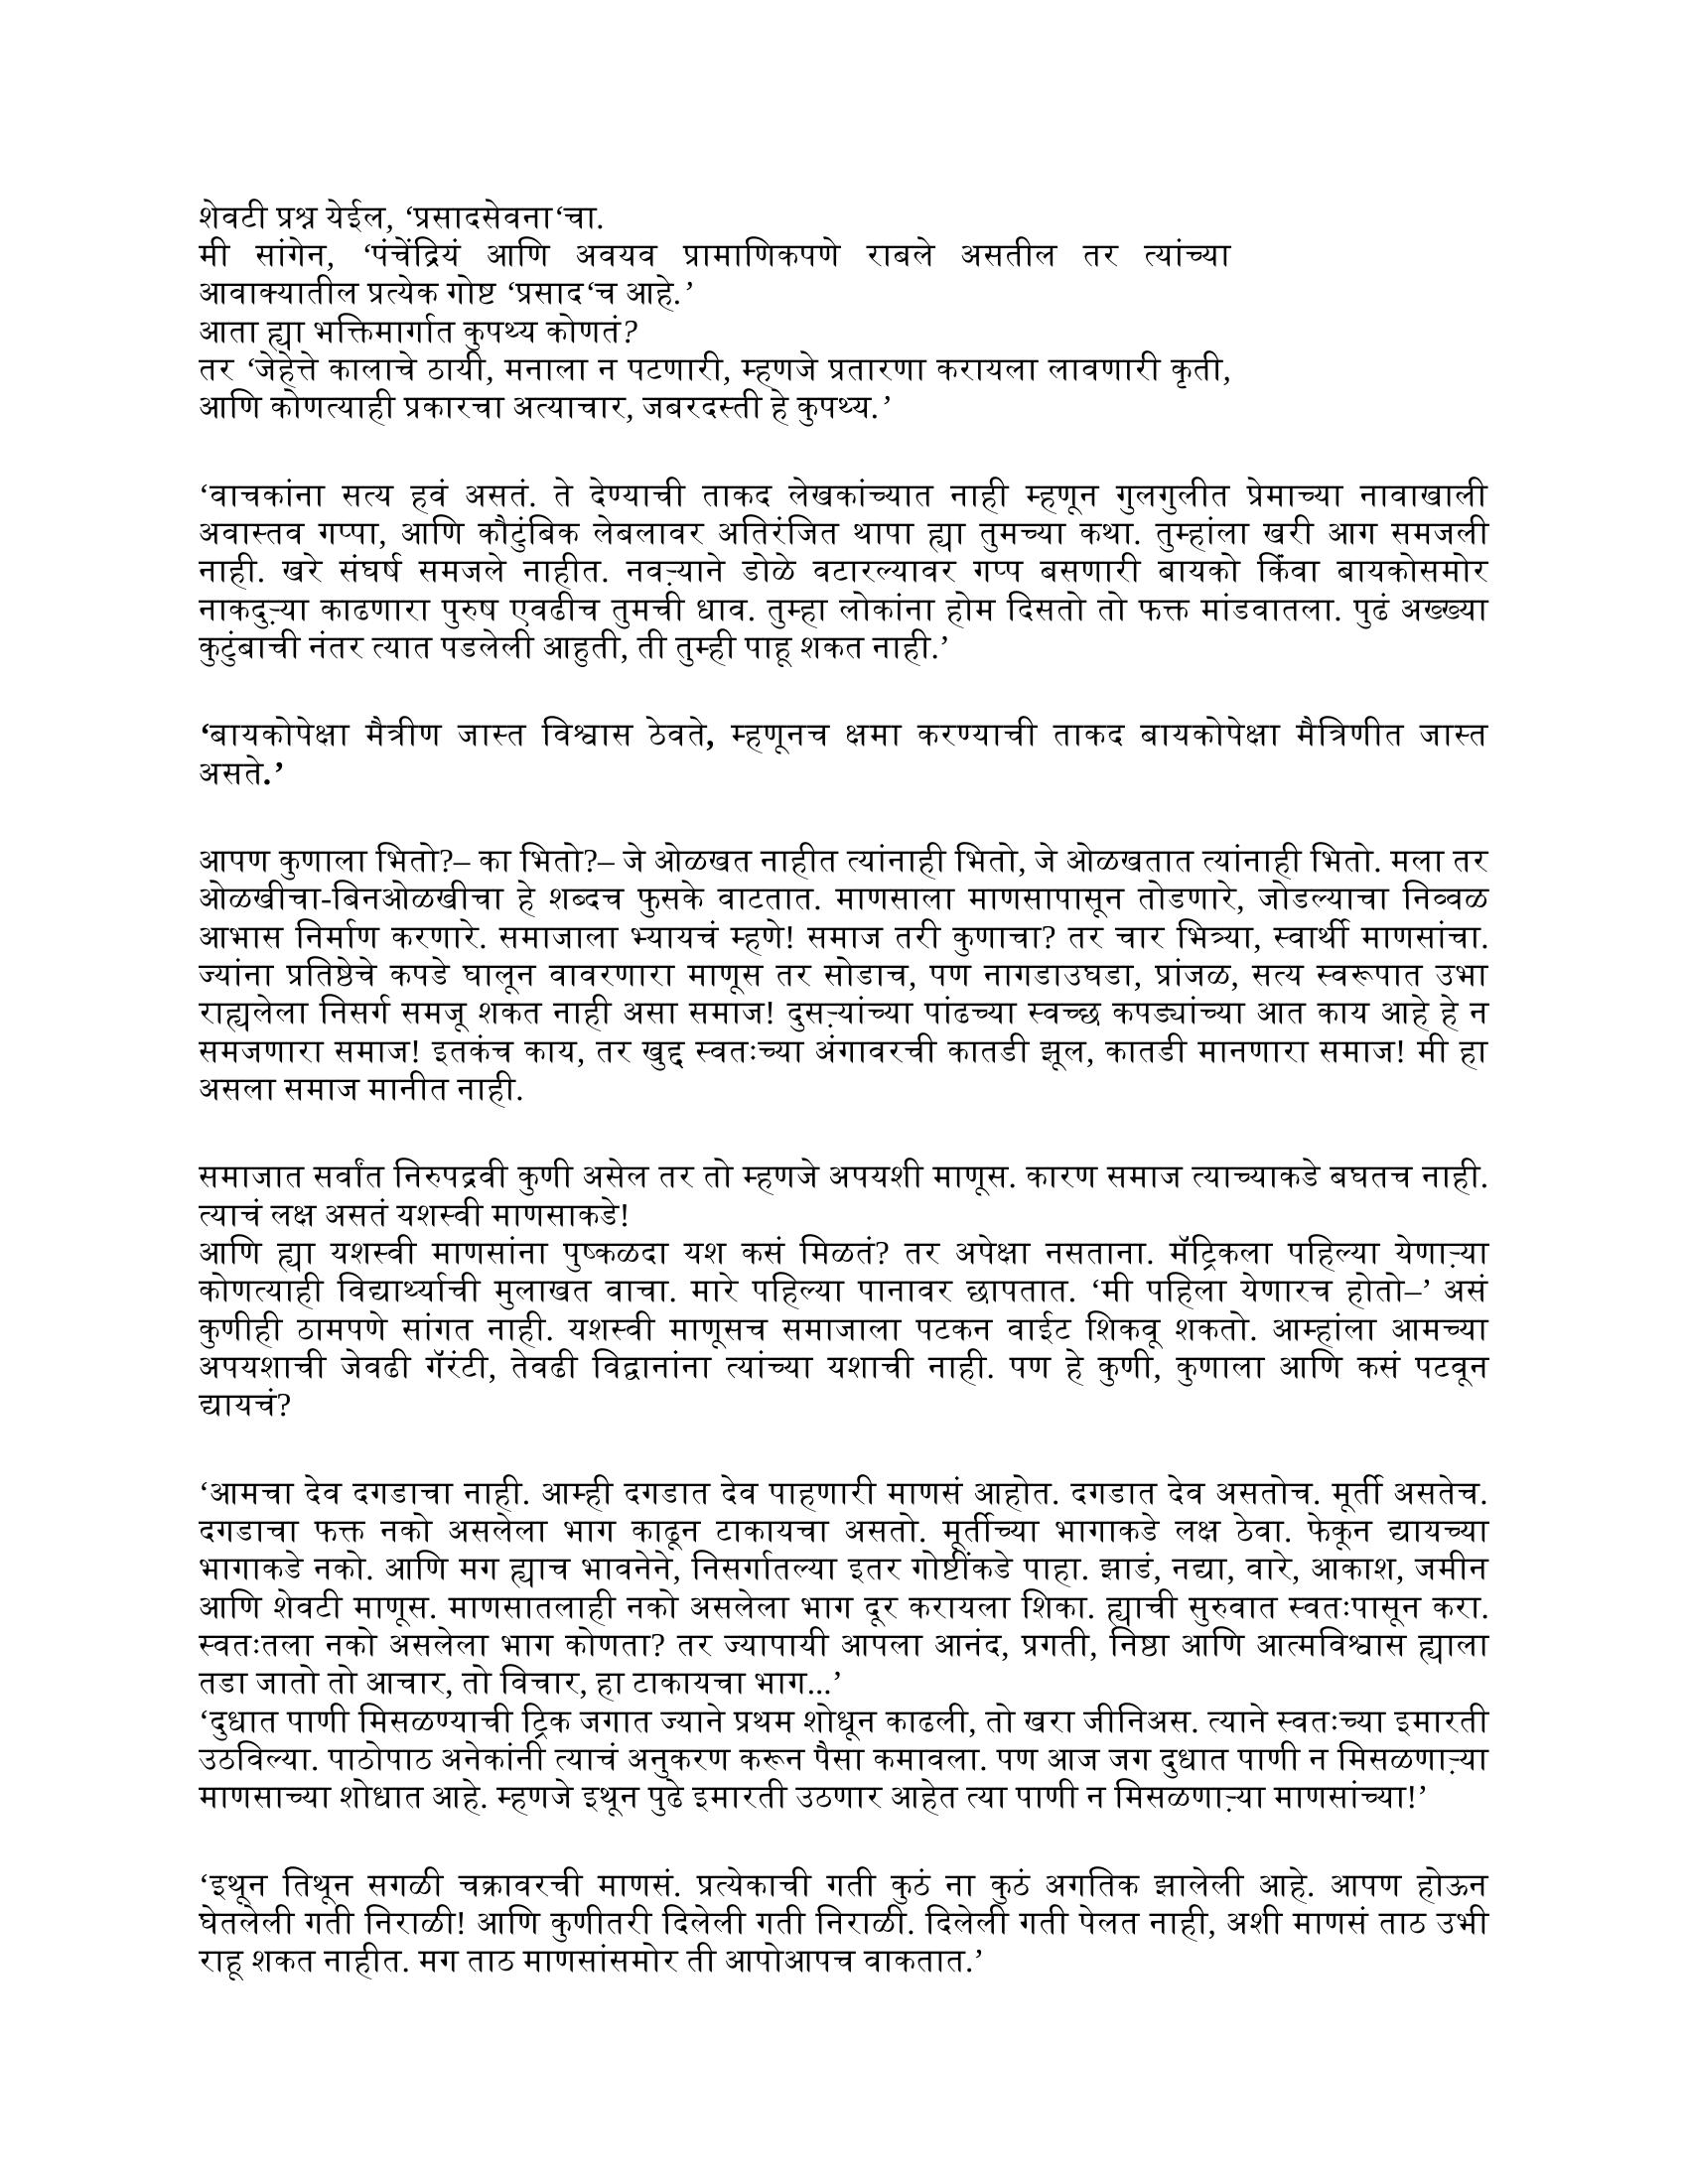 शेवटी प्रश्न येईल, ‘प्रसादसेवना‘चा.
मी सांगेन, ‘पंचेंद्रियं आणि अवयव प्रामाणिकपणे राबले असतील तर त्यांच्या
आवाक्यातील प्रत्येक गोष्ट ‘प्रसाद‘च आहे.’
आता ह्या भक्तिमार्गात कुपथ्य कोणतं?
तर ‘जेहेत्ते कालाचे ठायी, मनाला न पटणारी, म्हणजे प्रतारणा करायला लावणारी कृती,
आणि कोणत्याही प्रकारचा अत्याचार, जबरदस्ती हे कुपथ्य.’
‘वाचकांना सत्य हवं असतं. ते देण्याची ताकद लेखकांच्यात नाही म्हणून गुलगुलीत प्रेमाच्या नावाखाली
अवास्तव गप्पा, आणि कौटुंबिक लेबलावर अतिरंजित थापा ह्या तुमच्या कथा. तुम्हांला खरी आग समजली
नाही. खरे संघर्ष समजले नाहीत. नवऱ्याने डोळे वटारल्यावर गप्प बसणारी बायको किंवा बायकोसमोर
नाकदुऱ्या काढणारा पुरुष एवढीच तुमची धाव. तुम्हा लोकांना होम दिसतो तो फक्त मांडवातला. पुढं अख्ख्या
कुटुंबाची नंतर त्यात पडलेली आहुती, ती तुम्ही पाहू शकत नाही.’
‘बायकोपेक्षा मैत्रीण जास्त विश्वास ठेवते, म्हणूनच क्षमा करण्याची ताकद बायकोपेक्षा मैत्रिणीत जास्त
असते.’
आपण कुणाला भितो?– का भितो?– जे ओळखत नाहीत त्यांनाही भितो, जे ओळखतात त्यांनाही भितो. मला तर
ओळखीचा-बिनओळखीचा हे शब्दच फुसके वाटतात. माणसाला माणसापासून तोडणारे, जोडल्याचा निव्वळ
आभास निर्माण करणारे. समाजाला भ्यायचं म्हणे! समाज तरी कुणाचा? तर चार भित्र्या, स्वार्थी माणसांचा.
ज्यांना प्रतिष्ठेचे कपडे घालून वावरणारा माणूस तर सोडाच, पण नागडाउघडा, प्रांजळ, सत्य स्वरूपात उभा
राह्यलेला निसर्ग समजू शकत नाही असा समाज! दुसऱ्यांच्या पांढच्या स्वच्छ कपड्यांच्या आत काय आहे हे न
समजणारा समाज! इतकंच काय, तर खुद्द स्वतःच्या अंगावरची कातडी झूल, कातडी मानणारा समाज! मी हा
असला समाज मानीत नाही.
समाजात सर्वांत निरुपद्रवी कुणी असेल तर तो म्हणजे अपयशी माणूस. कारण समाज त्याच्याकडे बघतच नाही.
त्याचं लक्ष असतं यशस्वी माणसाकडे!
आणि ह्या यशस्वी माणसांना पुष्कळदा यश कसं मिळतं? तर अपेक्षा नसताना. मॅट्रिकला पहिल्या येणाऱ्या
कोणत्याही विद्यार्थ्याची मुलाखत वाचा. मारे पहिल्या पानावर छापतात. ‘मी पहिला येणारच होतो–’ असं
कुणीही ठामपणे सांगत नाही. यशस्वी माणूसच समाजाला पटकन वाईट शिकवू शकतो. आम्हांला आमच्या
अपयशाची जेवढी गॅरंटी, तेवढी विद्वानांना त्यांच्या यशाची नाही. पण हे कुणी, कुणाला आणि कसं पटवून
द्यायचं?
‘आमचा देव दगडाचा नाही. आम्ही दगडात देव पाहणारी माणसं आहोत. दगडात देव असतोच. मूर्ती असतेच.
दगडाचा फक्त नको असलेला भाग काढून टाकायचा असतो. मूर्तीच्या भागाकडे लक्ष ठेवा. फेकून द्यायच्या
भागाकडे नको. आणि मग ह्याच भावनेने, निसर्गातल्या इतर गोष्टींकडे पाहा. झाडं, नद्या, वारे, आकाश, जमीन
आणि शेवटी माणूस. माणसातलाही नको असलेला भाग दूर करायला शिका. ह्याची सुरुवात स्वतःपासून करा.
स्वतःतला नको असलेला भाग कोणता? तर ज्यापायी आपला आनंद, प्रगती, निष्ठा आणि आत्मविश्वास ह्याला
तडा जातो तो आचार, तो विचार, हा टाकायचा भाग...’
‘दुधात पाणी मिसळण्याची ट्रिक जगात ज्याने प्रथम शोधून काढली, तो खरा जीनिअस. त्याने स्वतःच्या इमारती
उठविल्या. पाठोपाठ अनेकांनी त्याचं अनुकरण करून पैसा कमावला. पण आज जग दुधात पाणी न मिसळणाऱ्या
माणसाच्या शोधात आहे. म्हणजे इथून पुढे इमारती उठणार आहेत त्या पाणी न मिसळणाऱ्या माणसांच्या!’
‘इथून तिथून सगळी चक्रावरची माणसं. प्रत्येकाची गती कुठं ना कुठं अगतिक झालेली आहे. आपण होऊन
घेतलेली गती निराळी! आणि कुणीतरी दिलेली गती निराळी. दिलेली गती पेलत नाही, अशी माणसं ताठ उभी
राहू शकत नाहीत. मग ताठ माणसांसमोर ती आपोआपच वाकतात.’